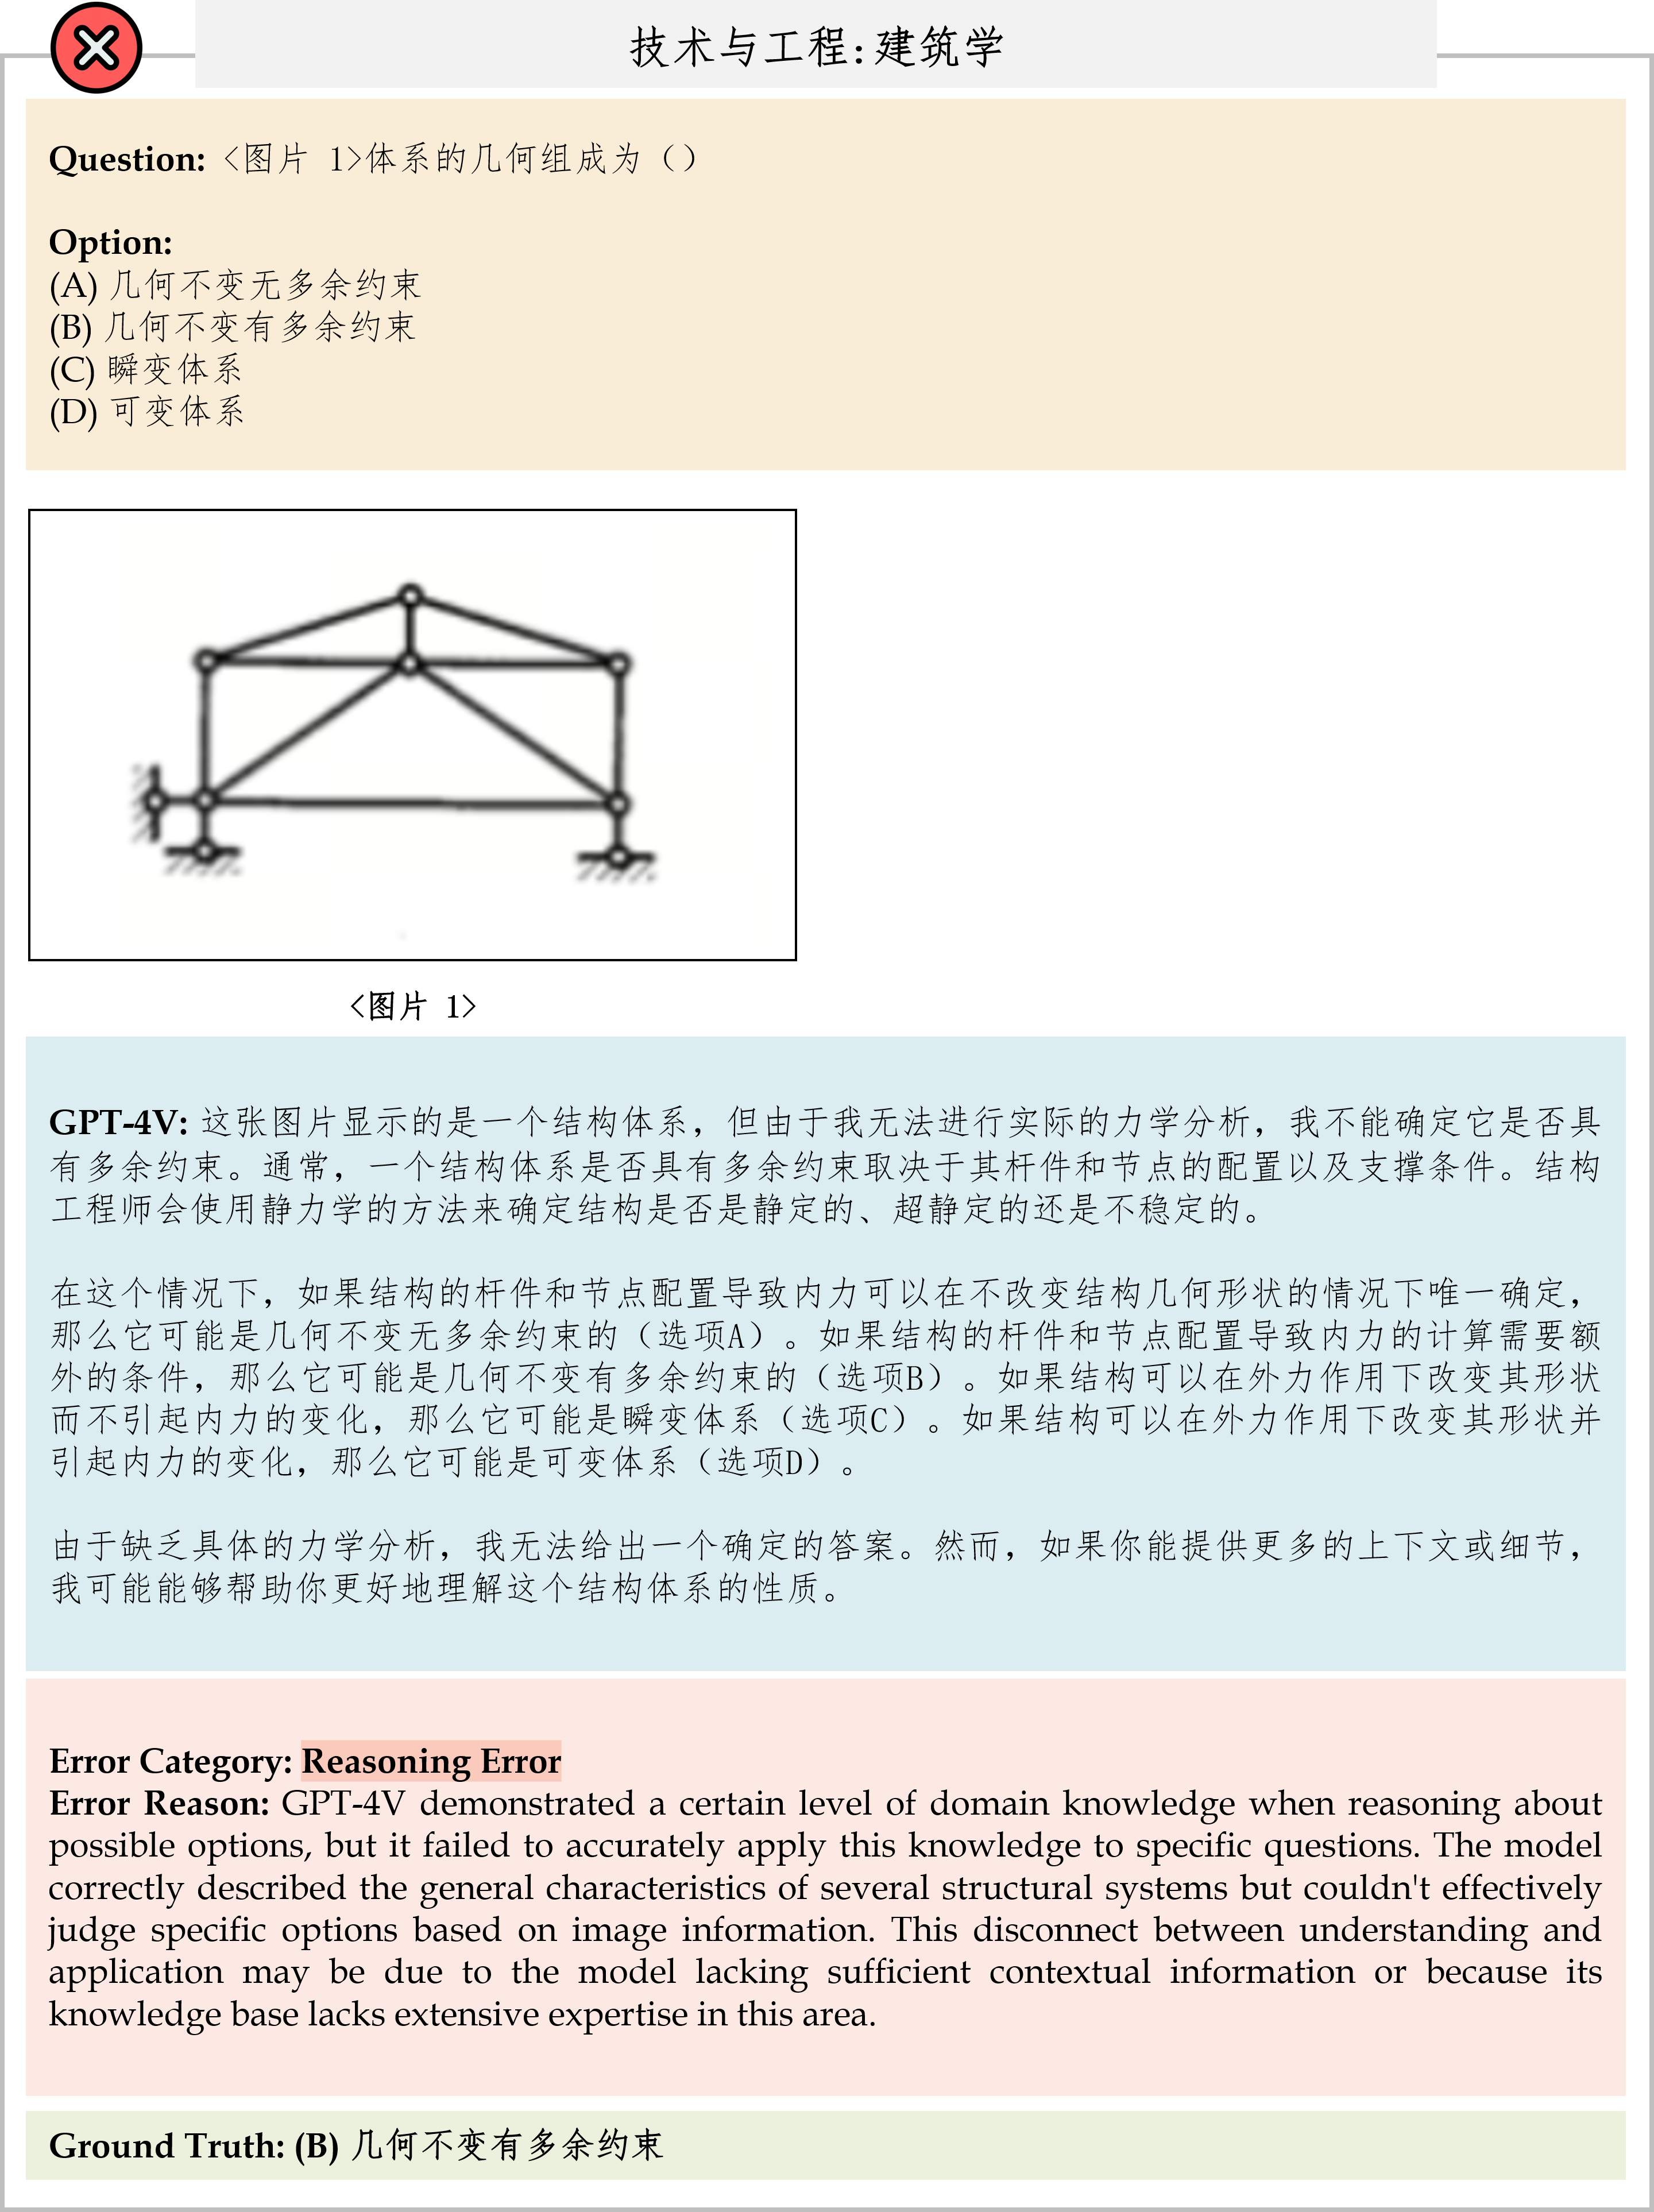 技术与工程:建筑学
Question: <图片 1>体系的几何组成为（）
Option:
(A) 几何不变无多余约束
(B) 几何不变有多余约束
(C) 瞬变体系
(D) 可变体系
<图片 1>
GPT-4V: 这张图片显示的是一个结构体系，但由于我无法进行实际的力学分析，我不能确定它是否具
有多余约束。通常，一个结构体系是否具有多余约束取决于其杆件和节点的配置以及支撑条件。结构
工程师会使用静力学的方法来确定结构是否是静定的、超静定的还是不稳定的。
在这个情况下，如果结构的杆件和节点配置导致内力可以在不改变结构几何形状的情况下唯一确定，
那么它可能是几何不变无多余约束的（选项A）。如果结构的杆件和节点配置导致内力的计算需要额
外的条件，那么它可能是几何不变有多余约束的（选项B）。如果结构可以在外力作用下改变其形状
而不引起内力的变化，那么它可能是瞬变体系（选项C）。如果结构可以在外力作用下改变其形状并
引起内力的变化，那么它可能是可变体系（选项D）。
由于缺乏具体的力学分析，我无法给出一个确定的答案。然而，如果你能提供更多的上下文或细节，
我可能能够帮助你更好地理解这个结构体系的性质。
Error Category: Reasoning Error
Error Reason: GPT-4V demonstrated a certain level of domain knowledge when reasoning about
possible options, but it failed to accurately apply this knowledge to specific questions. The model
correctly described the general characteristics of several structural systems but couldn't effectively
judge specific options based on image information. This disconnect between understanding and
application may be due to the model lacking sufficient contextual information or because its
knowledge base lacks extensive expertise in this area.
Ground Truth: (B) 几何不变有多余约束